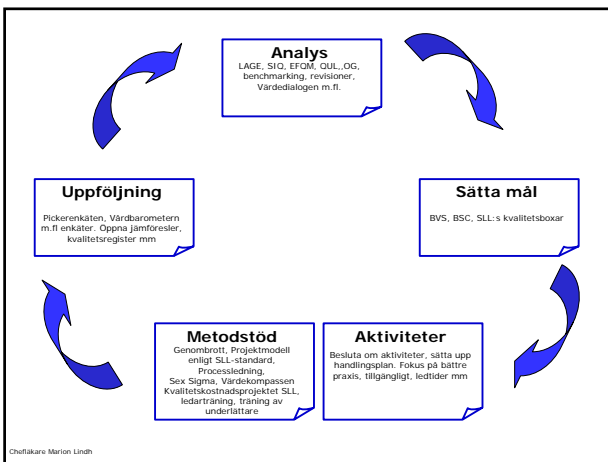 Analys
LAGE, SIQ, EFQM, QUL,,OG,
benchmarking, revisioner,
Värdedialogen m.fl.
Uppföljning
Pickerenkäten, Vårdbarometern
m.fl enkäter. Öppna jämföresler,
kvalitetsregister mm
Sätta mål
BVS, BSC, SLL:s kvalitetsboxar
Metodstöd
Genombrott, Projektmodell
enligt SLL-standard,
Processledning,
Sex Sigma, Värdekompassen
Kvalitetskostnadsprojektet SLL,
ledarträning, träning av
underlättare
Aktiviteter
Besluta om aktiviteter, sätta upp
handlingsplan. Fokus på bättre
praxis, tillgängligt, ledtider mm
Chefläkare Marion Lindh